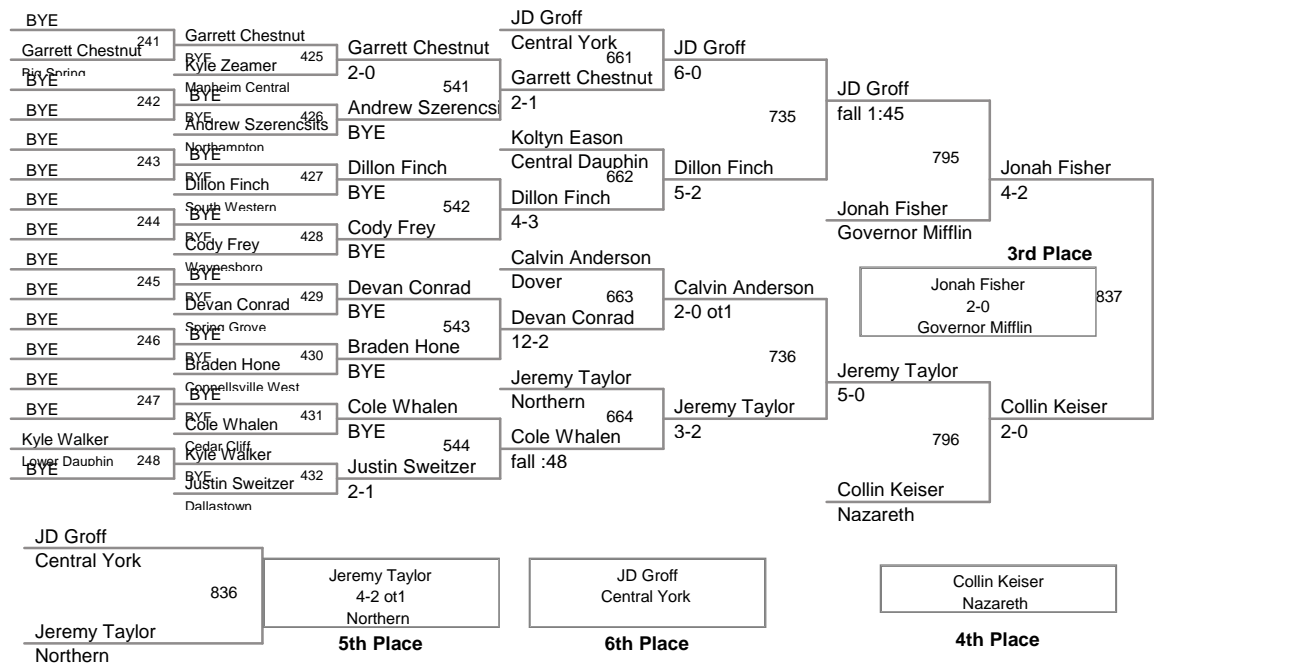 BYE
241
Garrett Chestnut
Big Spring
BYE
242
BYE
BYE
243
BYE
BYE
244
BYE
BYE
245
BYE
BYE
246
BYE
BYE
247
BYE
Kyle Walker
Lower Dauphin
248
BYE
Garrett Chestnut
BYE
425
Kyle Zeamer
Manheim Central
BYE
BYE
426
Andrew Szerencsits
Northampton
BYE
BYE
427
Dillon Finch
South Western
BYE
BYE
428
Cody Frey
Waynesboro
BYE
BYE
429
Devan Conrad
Spring Grove
BYE
BYE
430
Braden Hone
Connellsville West
BYE
BYE
431
Cole Whalen
Cedar Cliff
Kyle Walker
BYE
432
Justin Sweitzer
Dallastown
Garrett Chestnut
2-0
541
Andrew Szerencsi
BYE
Dillon Finch
BYE
542
Cody Frey
BYE
Devan Conrad
BYE
543
Braden Hone
BYE
Cole Whalen
BYE
544
Justin Sweitzer
2-1
JD Groff
Central York
661
Garrett Chestnut
2-1
Koltyn Eason
Central Dauphin
662
Dillon Finch
4-3
Calvin Anderson
Dover
663
Devan Conrad
12-2
Jeremy Taylor
Northern
664
Cole Whalen
fall :48
JD Groff
6-0
735
Dillon Finch
5-2
Calvin Anderson
2-0 ot1
736
Jeremy Taylor
3-2
JD Groff
fall 1:45
795
Jonah Fisher
Governor Mifflin
Jeremy Taylor
5-0
796
Collin Keiser
Nazareth
Jonah Fisher
4-2
3rd Place
Jonah Fisher
2-0
Governor Mifflin
837
Collin Keiser
2-0
JD Groff
Central York
836
Jeremy Taylor
Northern
Jeremy Taylor
4-2 ot1
Northern
5th Place
JD Groff
Central York
6th Place
Collin Keiser
Nazareth
4th Place